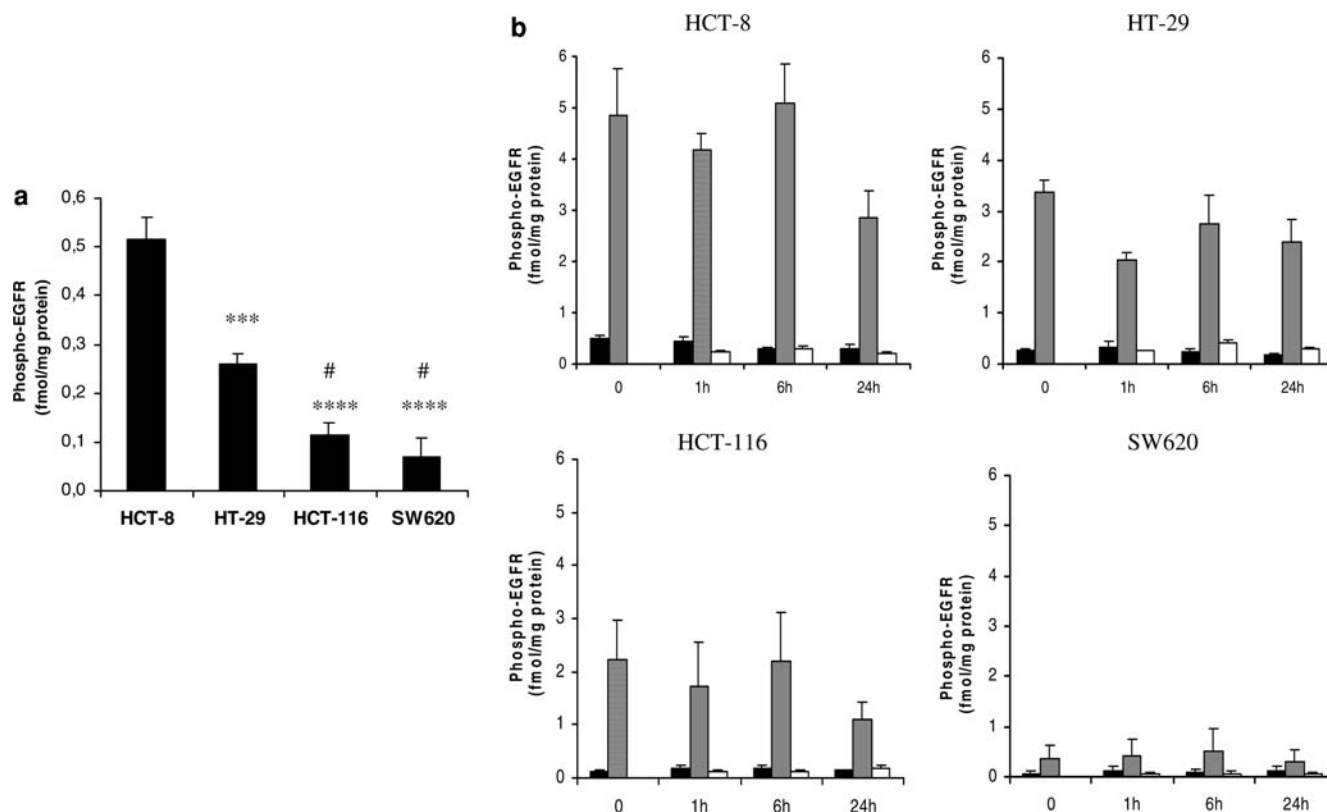 a
Phospho-EGFR
(fmol/mg protein)
0,6
0,5
0,4
0,3
0,2
0,1
0,0
***
#
****
#
****
HCT-8 HT-29 HCT-116 SW620
b
HCT-8
Phospho-EGFR
(fmol/mg protein)
6
5
4
3
2
1
0
0 1h 6h 24h
HT-29
Phospho-EGFR
(fmol/mg protein)
6
5
4
3
2
1
0
0 1h 6h 24h
HCT-116
Phospho-EGFR
(fmol/mg protein)
6
5
4
3
2
1
0
0 1h 6h 24h
SW620
Phospho-EGFR
(fmol/mg protein)
6
5
4
3
2
1
0
0 1h 6h 24h